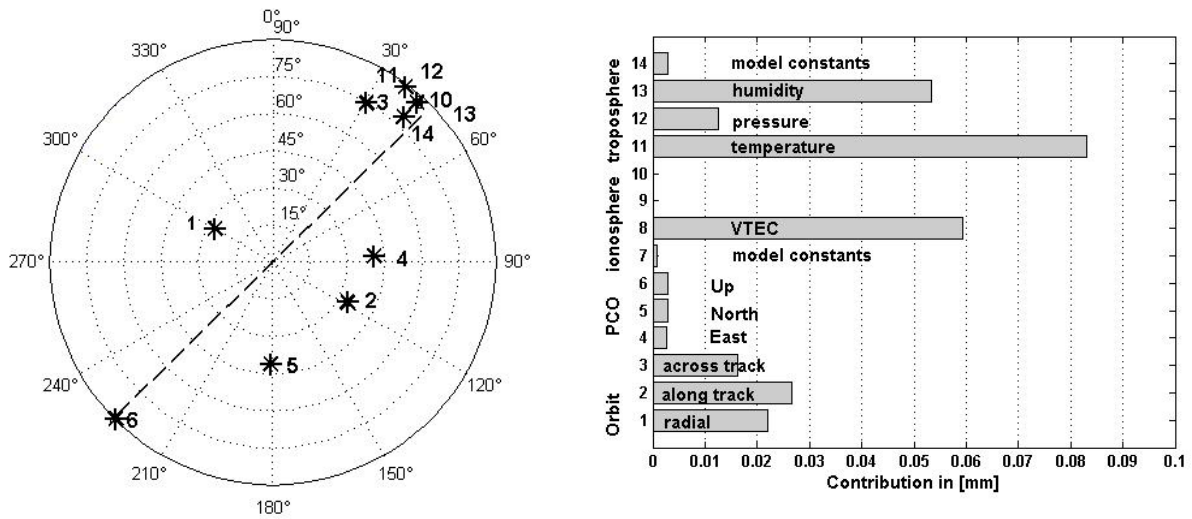 0°
90°
330°
30°
75°
11
12
60°
3
10
13
14
300°
60°
45°
30°
15°
1
270°
4
90°
2
5
240°
120°
6
210°
150°
180°
troposphere
ionosphere
PCO
Orbit
14 model constants
13 humidity
12 pressure
11 temperature
10
9
8 VTEC
7 model constants
6 Up
5 North
4 East
3 across track
2 along track
1 radial
0 0.01 0.02 0.03 0.04 0.05 0.06 0.07 0.08 0.09 0.1
Contribution in [mm]